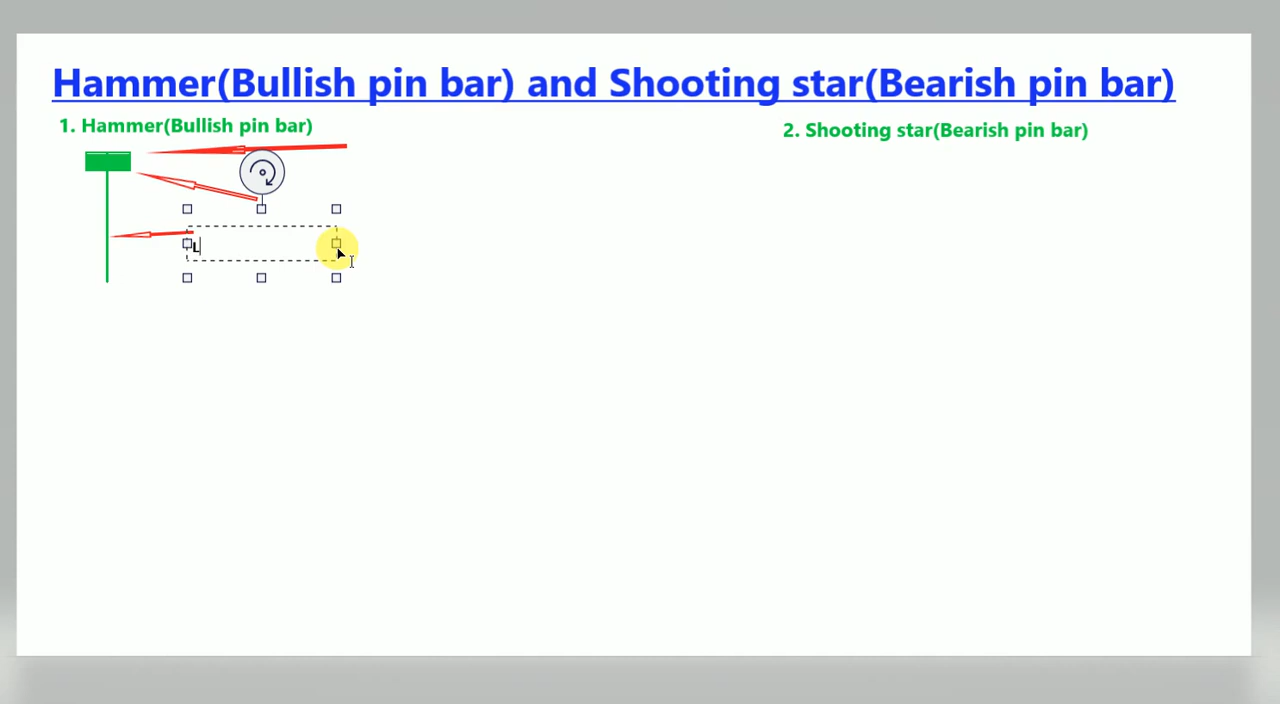 Hammer(Bullish pin bar) and Shooting star(Bearish pin bar)
1. Hammer(Bullish pin bar)
2. Shooting star(Bearish pin bar)
L